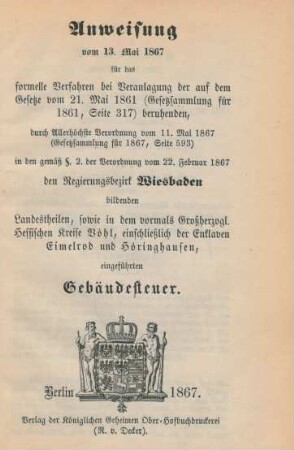 Anweisung
vom 13. Mai 1867
für das
formelle Verfahren bei Veranlagung der auf dem
Gesetze vom 21. Mai 1861 (Gesetzsammlung für
1861, Seite 317) beruhenden,
durch Allerhöchste Verordnung vom 11. Mai 1867
(Gesetzsammlung für 1867, Seite 593)
in den gemäß §. 2. der Verordnung vom 22. Februar 1867
den Regierungsbezirk Wiesbaden
bildenden
Landestheilen, sowie in dem vormals Großherzogl.
Hessischen Kreise Vöhl, einschließlich der Enklaven
Eimelrod und Höringhausen,
eingeführten
Gebäudesteuer.
Berlin 1867.
Verlag der Königlichen Geheimen Ober-Hofbuchdruckerei
(R. v. Decker).